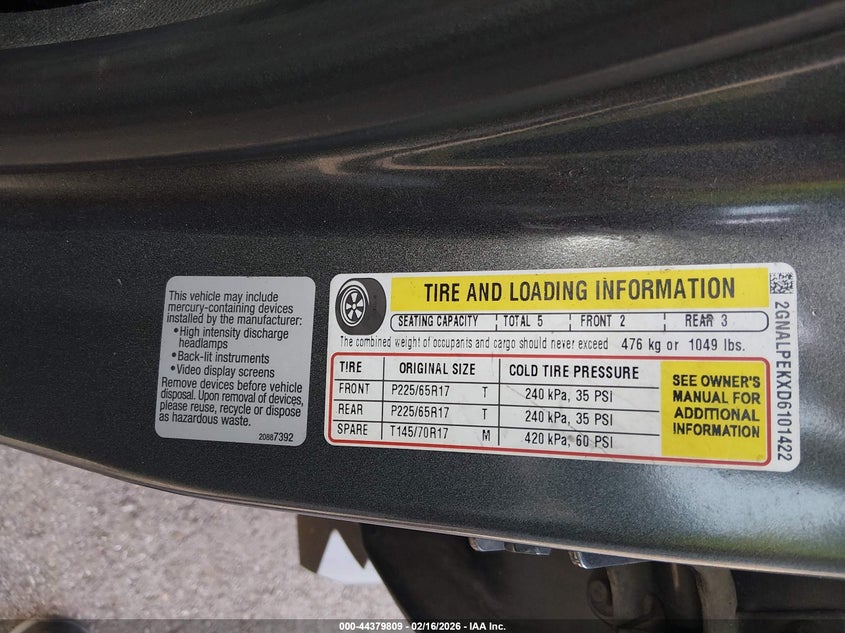 This vehicle may include
mercury-containing devices
installed by the manufacturer:
•High intensity discharge
headlamps
•Back-lit instruments
•Video display screens
Remove devices before vehicle
disposal. Upon removal of devices,
please reuse, recycle or dispose
as hazardous waste.
20887392
TIRE AND LOADING INFORMATION
SEATING CAPACITY TOTAL 5 FRONT 2 REAR 3
The combined weight of occupants and cargo should never exceed 476 kg or 1049 lbs.
TIRE ORIGINAL SIZE COLD TIRE PRESSURE
FRONT P225/65R17 T 240 kPa, 35 PSI
REAR P225/65R17 T 240 kPa, 35 PSI
SPARE T145/70R17 M 420 kPa, 60 PSI
SEE OWNER'S
MANUAL FOR
ADDITIONAL
INFORMATION
2GNALPEKXD6101422
000-44379809 - 02/16/2026 - IAA Inc.